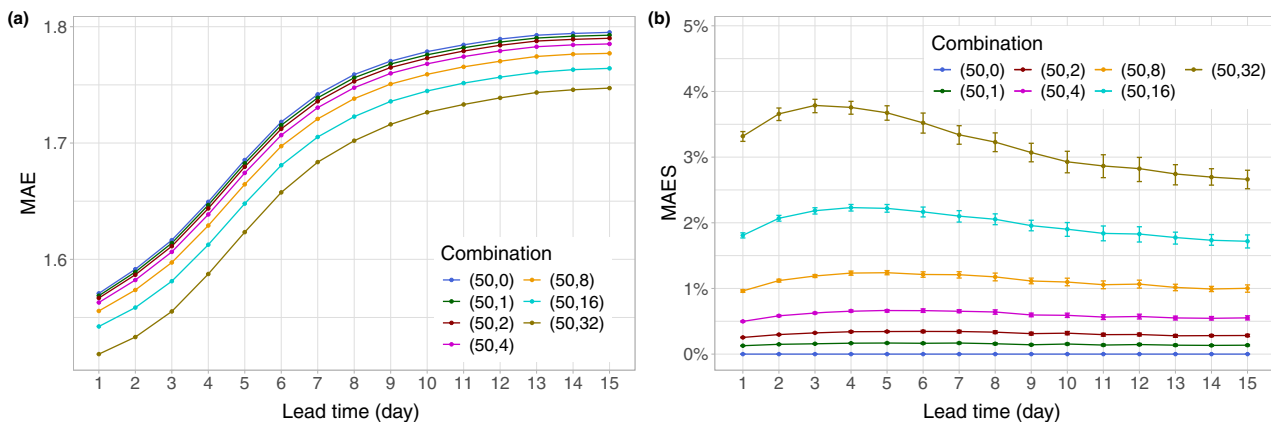 (a)
MAE
1.8
1.7
1.6
Combination
(50,0) (50,8)
(50,1) (50,16)
(50,2) (50,32)
(50,4)
1 2 3 4 5 6 7 8 9 10 11 12 13 14 15
Lead time (day)
(b)
MAES
5%
4%
3%
2%
1%
0%
Combination
(50,0) (50,2) (50,8) (50,32)
(50,1) (50,4) (50,16)
1 2 3 4 5 6 7 8 9 10 11 12 13 14 15
Lead time (day)